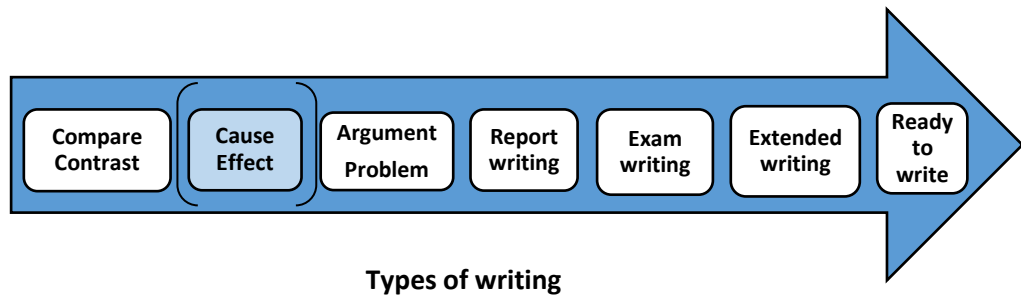 Compare
Contrast
Cause
Effect
Argument
Problem
Report
writing
Exam
writing
Extended
writing
Ready
to
write
Types of writing